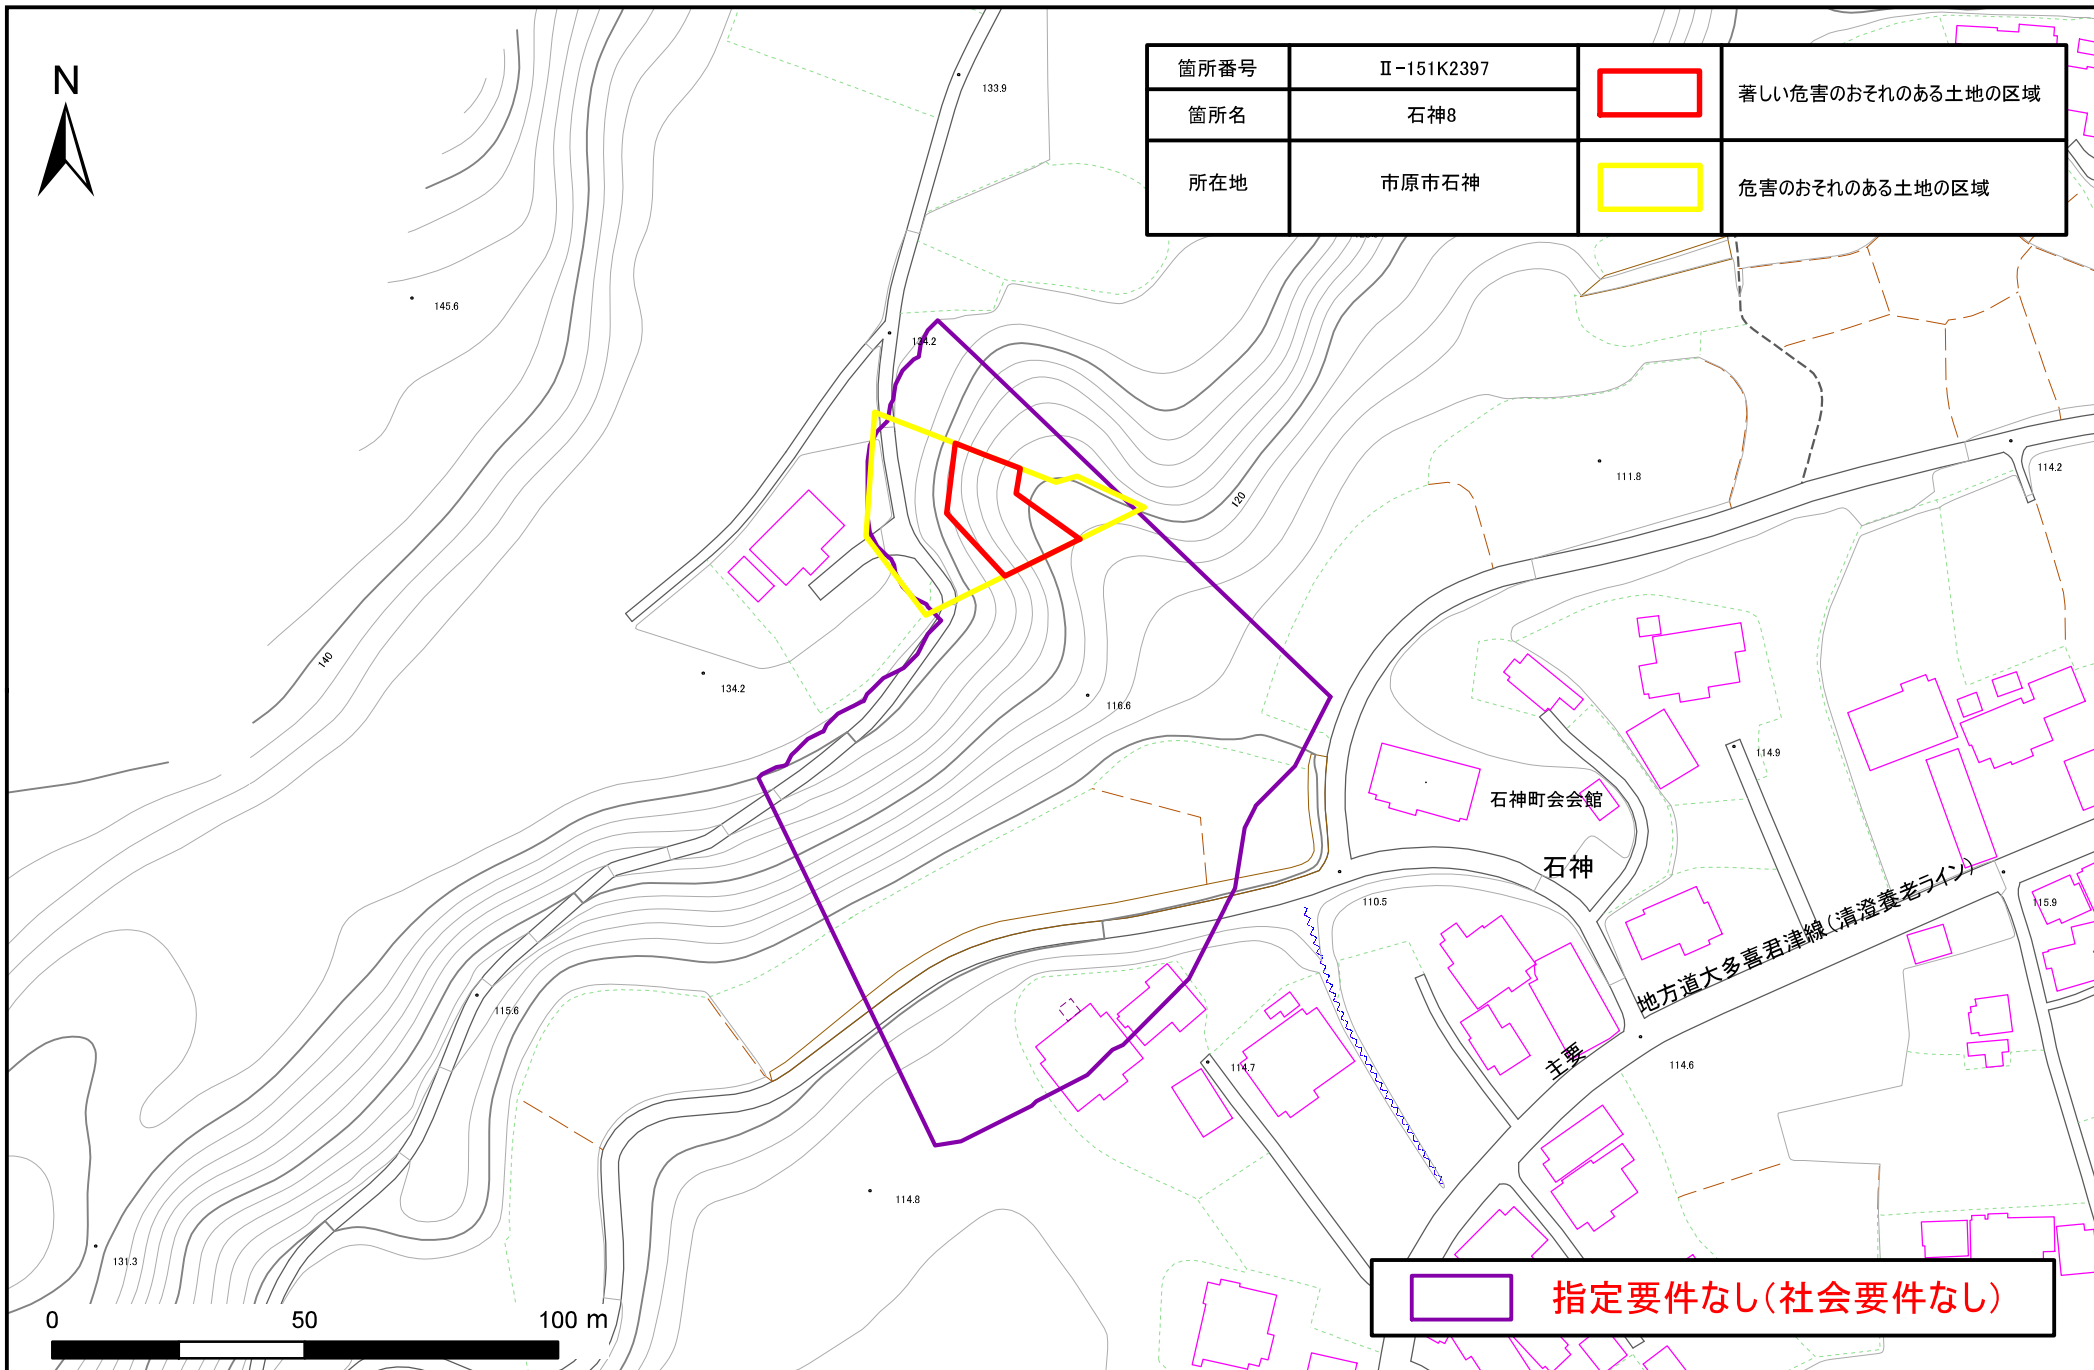 N
箇所番号 Ⅱ-151K2397
著しい危害のおそれのある土地の区域
箇所名 石神8
所在地 市原市石神
危害のおそれのある土地の区域
133.9
145.6
134.2
120
111.8
114.2
140
134.2
116.6
114.9
石神町会会館
石神
110.5
115.9
地方道大多喜君津線(清澄養老ライン)
主要
115.6
114.7
114.6
114.8
131.3
指定要件なし(社会要件なし)
0 50 100 m